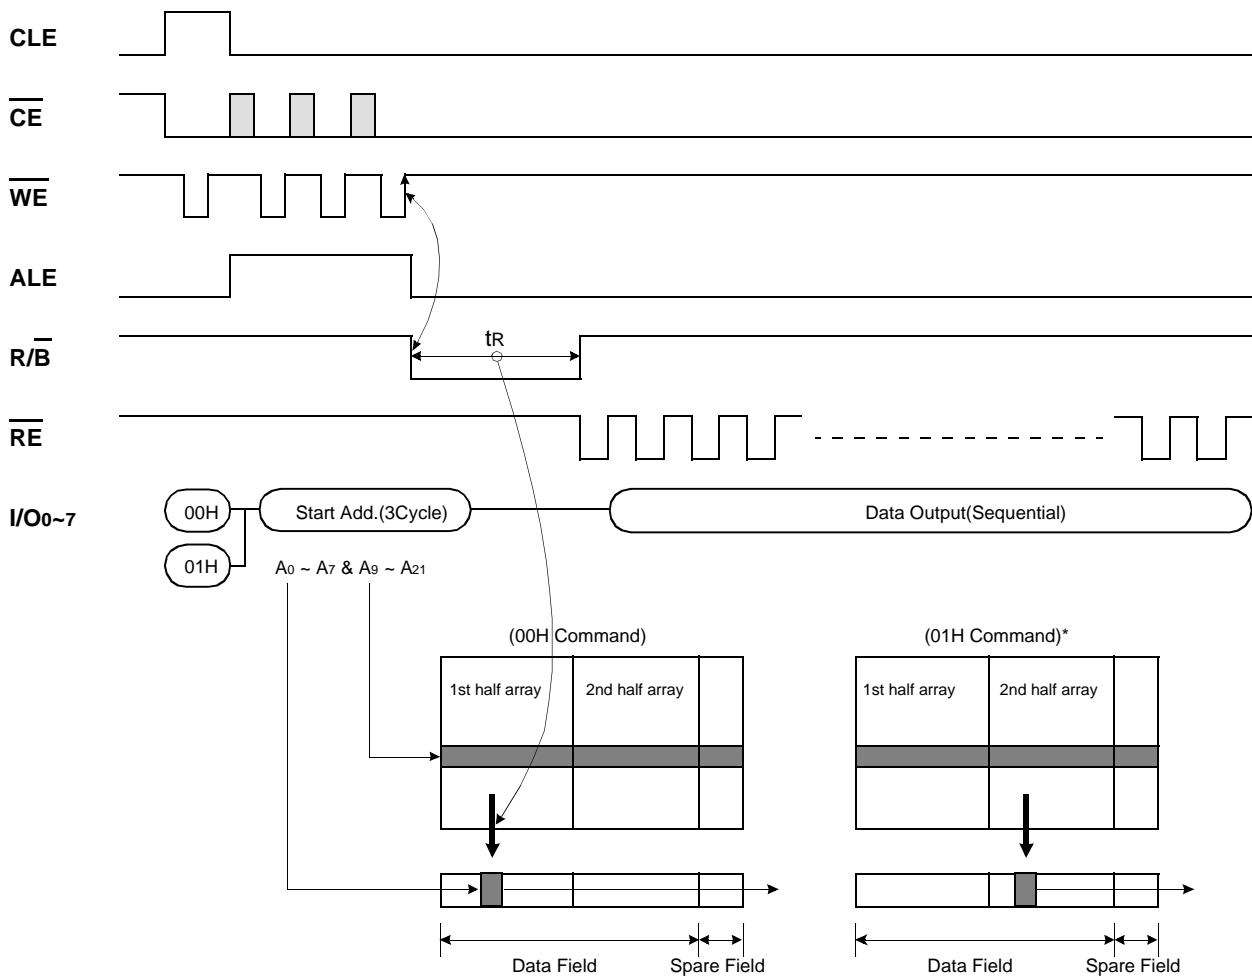 CLE
CE
WE
ALE
R/B
tR
RE
I/O0~7
00H
Start Add.(3Cycle)
Data Output(Sequential)
01H
A0 ~ A7 & A9 ~ A21
(00H Command)
(01H Command)*
1st half array
2nd half array
1st half array
2nd half array
Data Field
Spare Field
Data Field
Spare Field